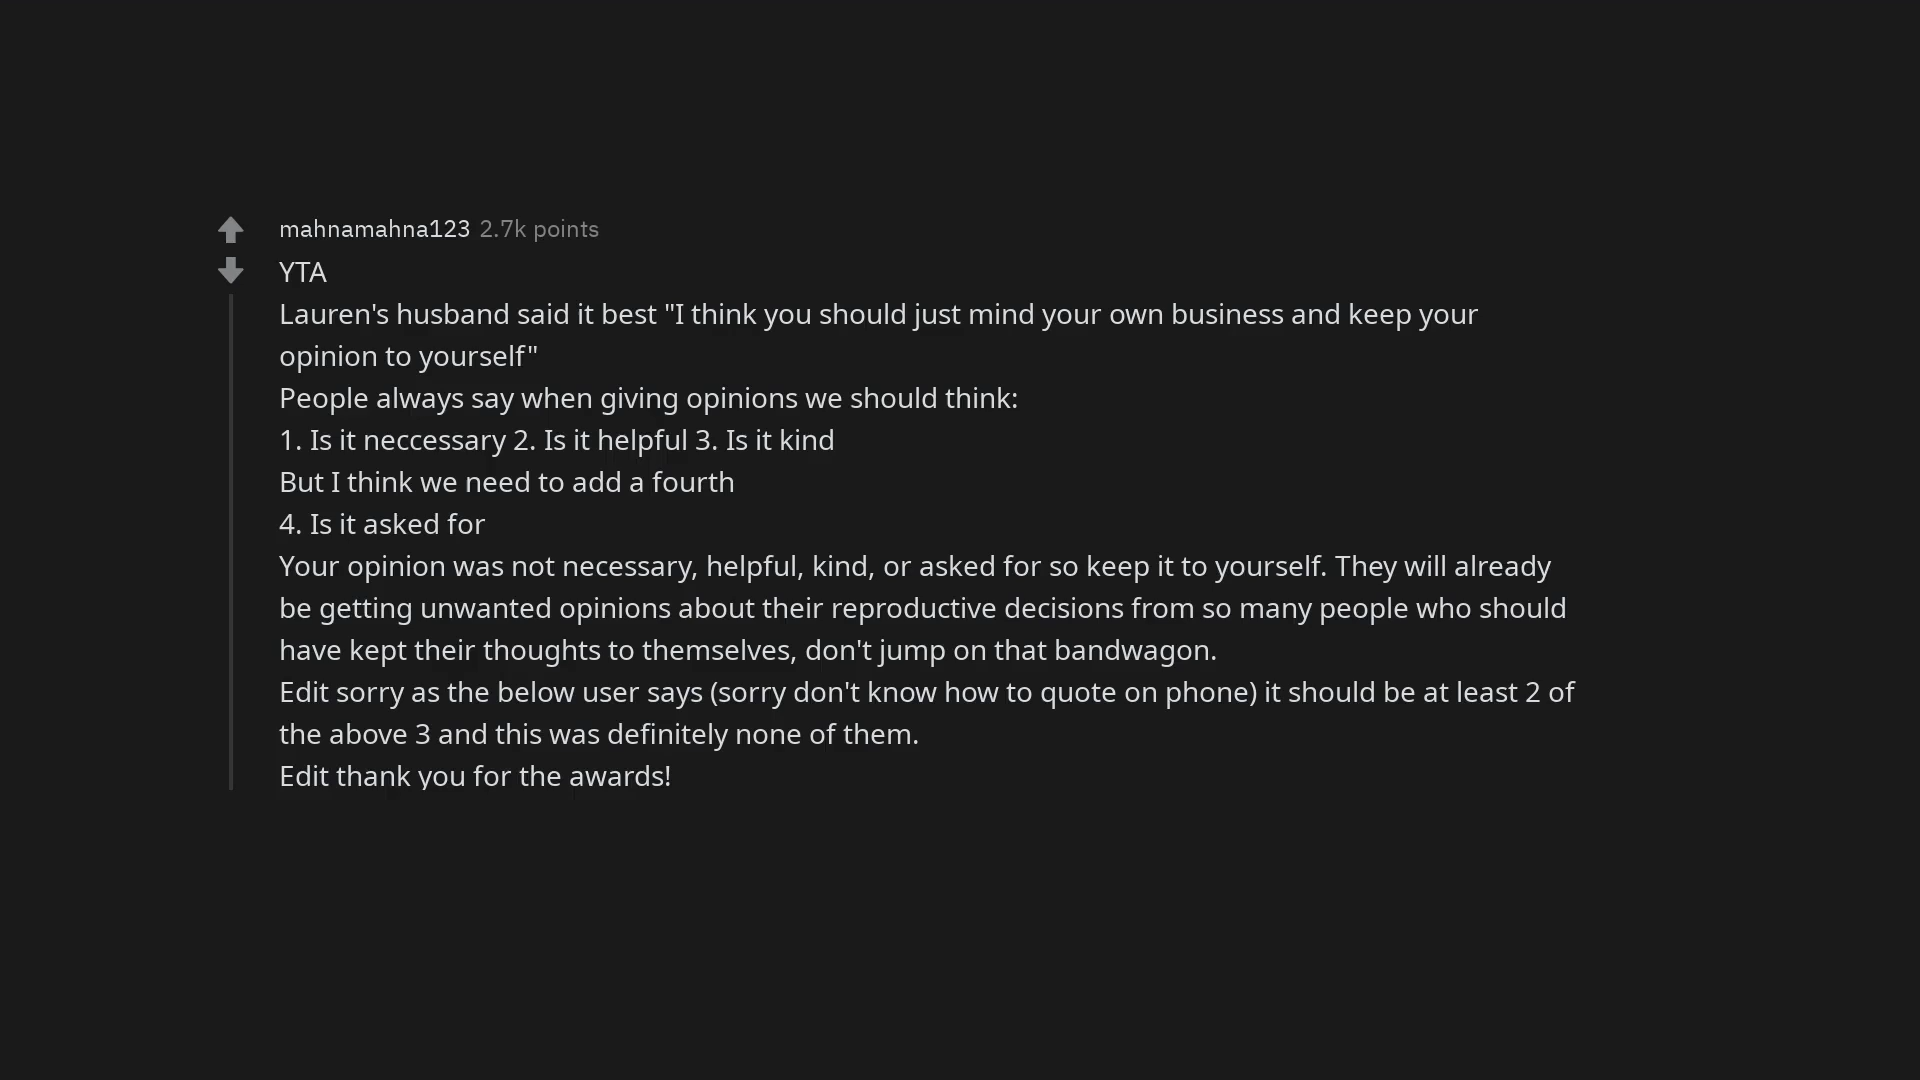 mahnamahna123 2.7k points
YTA
Lauren's husband said it best "I think you should just mind your own business and keep your
opinion to yourself"
People always say when giving opinions we should think:
1. Is it neccessary 2. Is it helpful 3. Is it kind
But I think we need to add a fourth
4. Is it asked for
Your opinion was not necessary, helpful, kind, or asked for so keep it to yourself. They will already
be getting unwanted opinions about their reproductive decisions from so many people who should
have kept their thoughts to themselves, don't jump on that bandwagon.
Edit sorry as the below user says (sorry don't know how to quote on phone) it should be at least 2 of
the above 3 and this was definitely none of them.
Edit thank you for the awards!